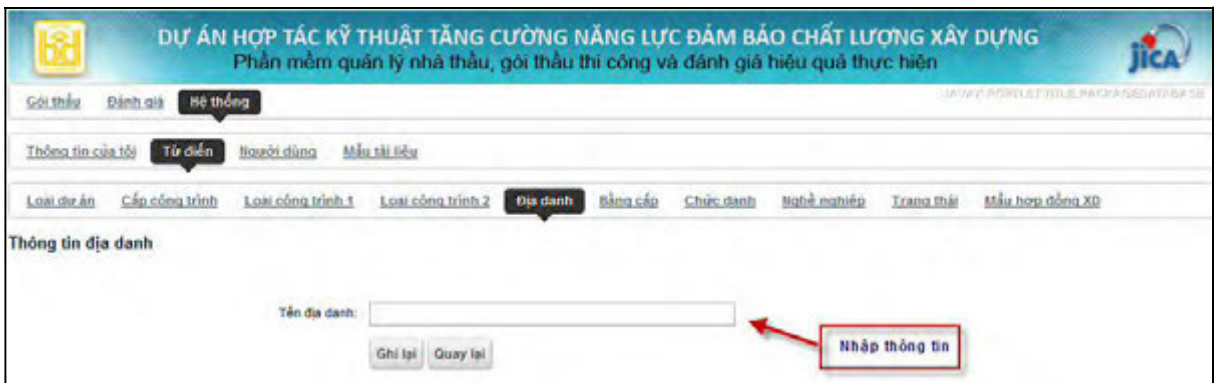 DỰ ÁN HỢP TÁC KỸ THUẬT TĂNG CƯỜNG NĂNG LỰC ĐẢM BẢO CHẤT LƯỢNG XÂY DỰNG
Phần mềm quản lý nhà thầu, gói thầu thi công và đánh giá hiệu quả thực hiện
jica
Gói thầu Đánh giá Hệ thống
Thông tin của tôi Từ điển Người dùng Mẫu tài liệu
Loại dự án Cấp công trình Loại công trình 1 Loại công trình 2 Địa danh Bằng cấp Chức danh Nghề nghiệp Trạng thái Mẫu hợp đồng XD
Thông tin địa danh
Tên địa danh:
Nhập thông tin
Ghi lại Quay lại